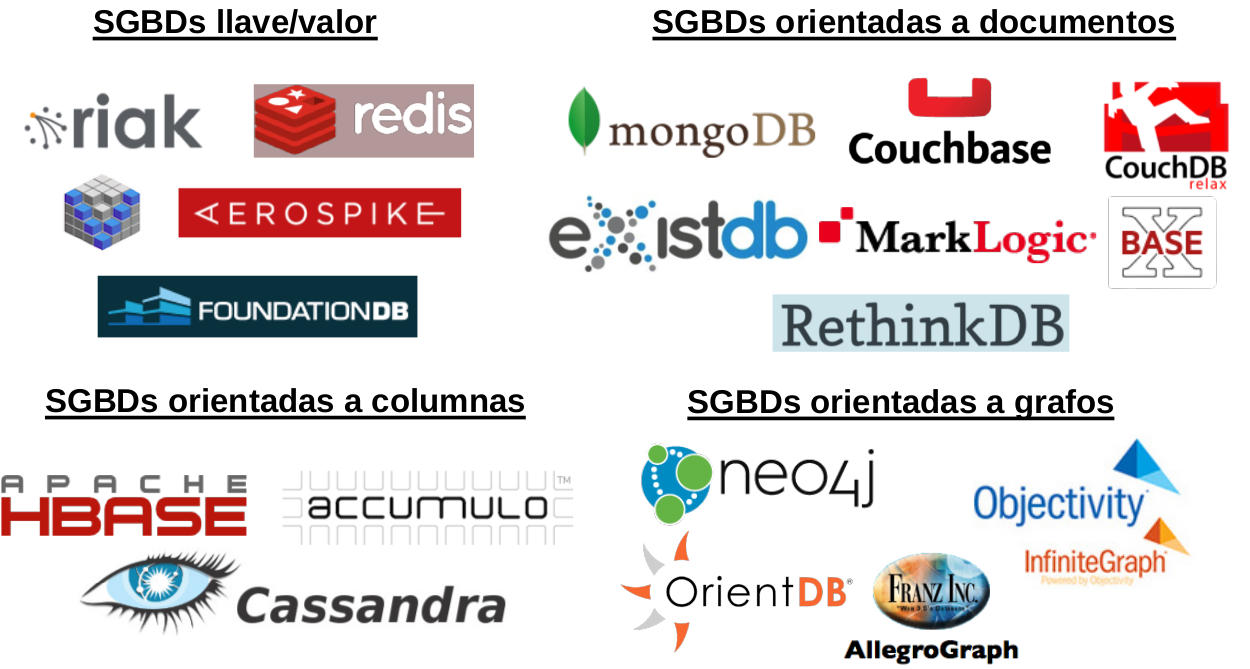 SGBDs llave/valor
riak
redis
AEROSPIKE
FOUNDATIONDB
SGBDs orientadas a documentos
mongoDB
Couchbase
CouchDB
relax
eXistdb
MarkLogic
BASE
X
RethinkDB
SGBDs orientadas a columnas
APACHE
HBASE
accumulo™
Cassandra
SGBDs orientadas a grafos
neo4j
Objectivity
InfiniteGraph
Powered by Objectivity
OrientDB®
FRANZ INC.
AllegroGraph